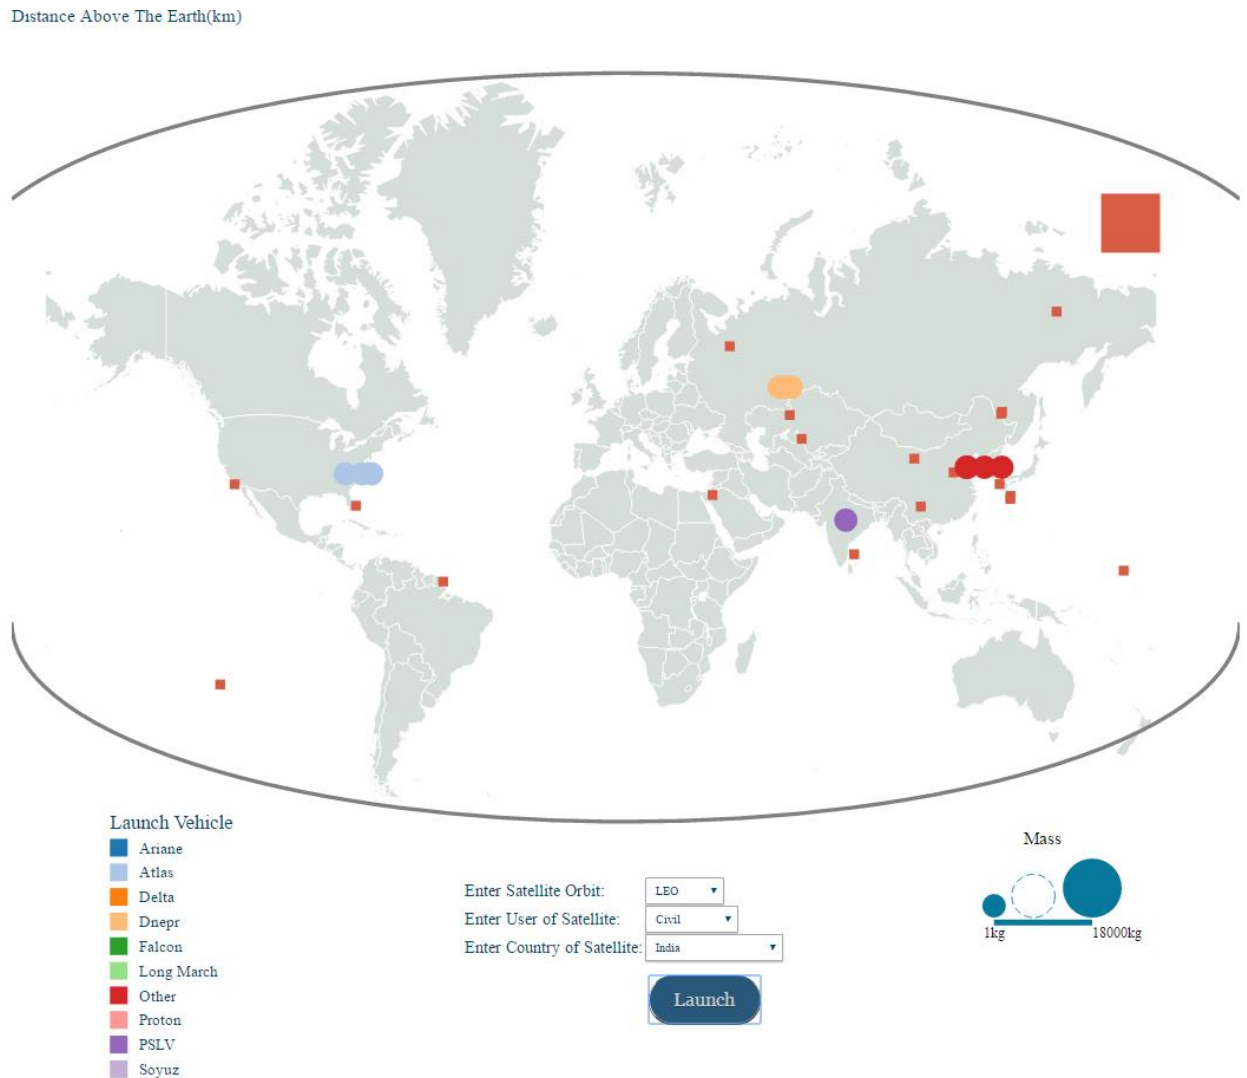 Distance Above The Earth(km)
Launch Vehicle
Ariane
Atlas
Delta
Dnepr
Falcon
Long March
Other
Proton
PSLV
Soyuz
Enter Satellite Orbit: LEO
Enter User of Satellite: Civil
Enter Country of Satellite: India
Launch
Mass
1kg 18000kg